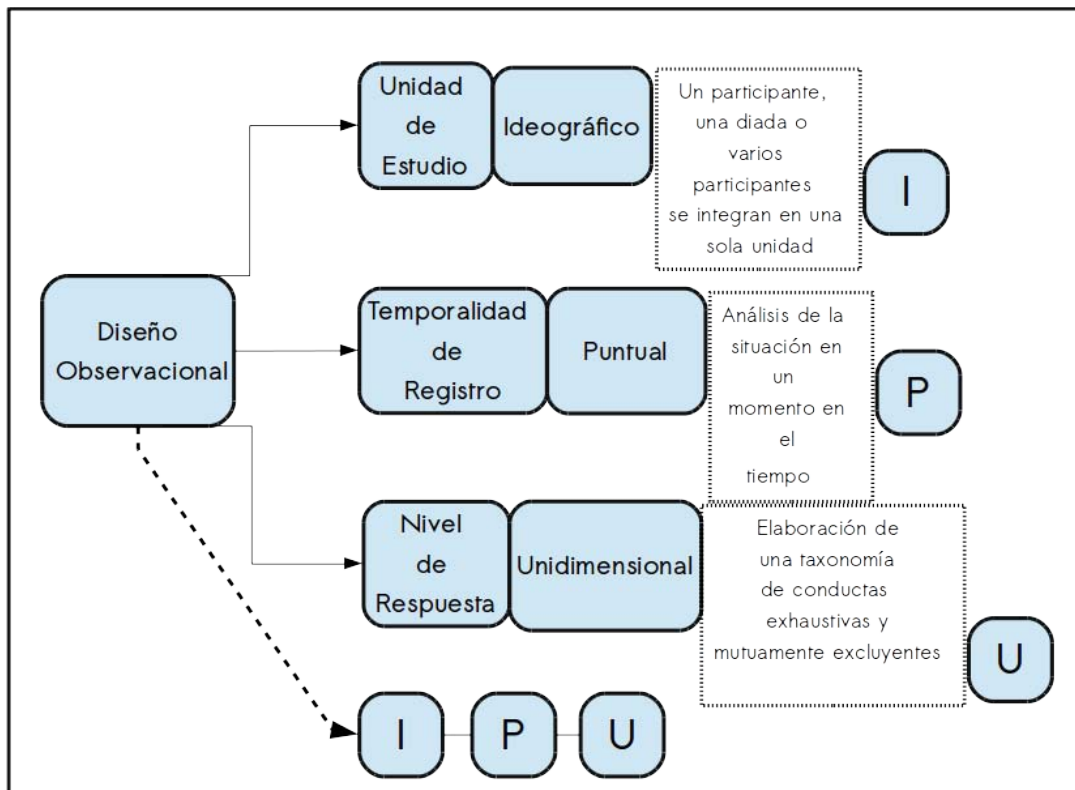 Unidad
de
Estudio
Ideográfico
Un participante,
una diada o
varios
participantes
se integran en una
sola unidad
I
Diseño
Observacional
Temporalidad
de
Registro
Puntual
Análisis de la
situación en
un
momento en
el
tiempo
P
Nivel
de
Respuesta
Unidimensional
Elaboración de
una taxonomía
de conductas
exhaustivas y
mutuamente excluyentes
U
I
P
U